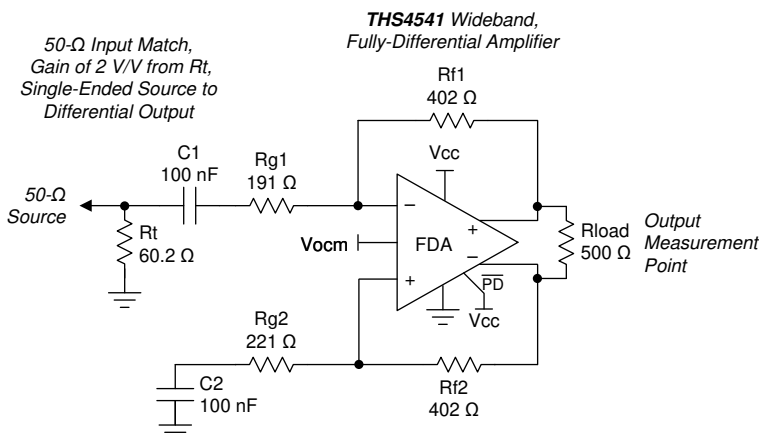 THS4541 Wideband,
Fully-Differential Amplifier
50-Ω Input Match,
Gain of 2 V/V from Rt,
Single-Ended Source to
Differential Output
Rf1
402 Ω
C1
100 nF
Rg1
191 Ω
Vcc
50-Ω
Source
Rt
60.2 Ω
−
+
Vocm
FDA
+
−
PD
Vcc
Rload
500 Ω
Output
Measurement
Point
Rg2
221 Ω
C2
100 nF
Rf2
402 Ω